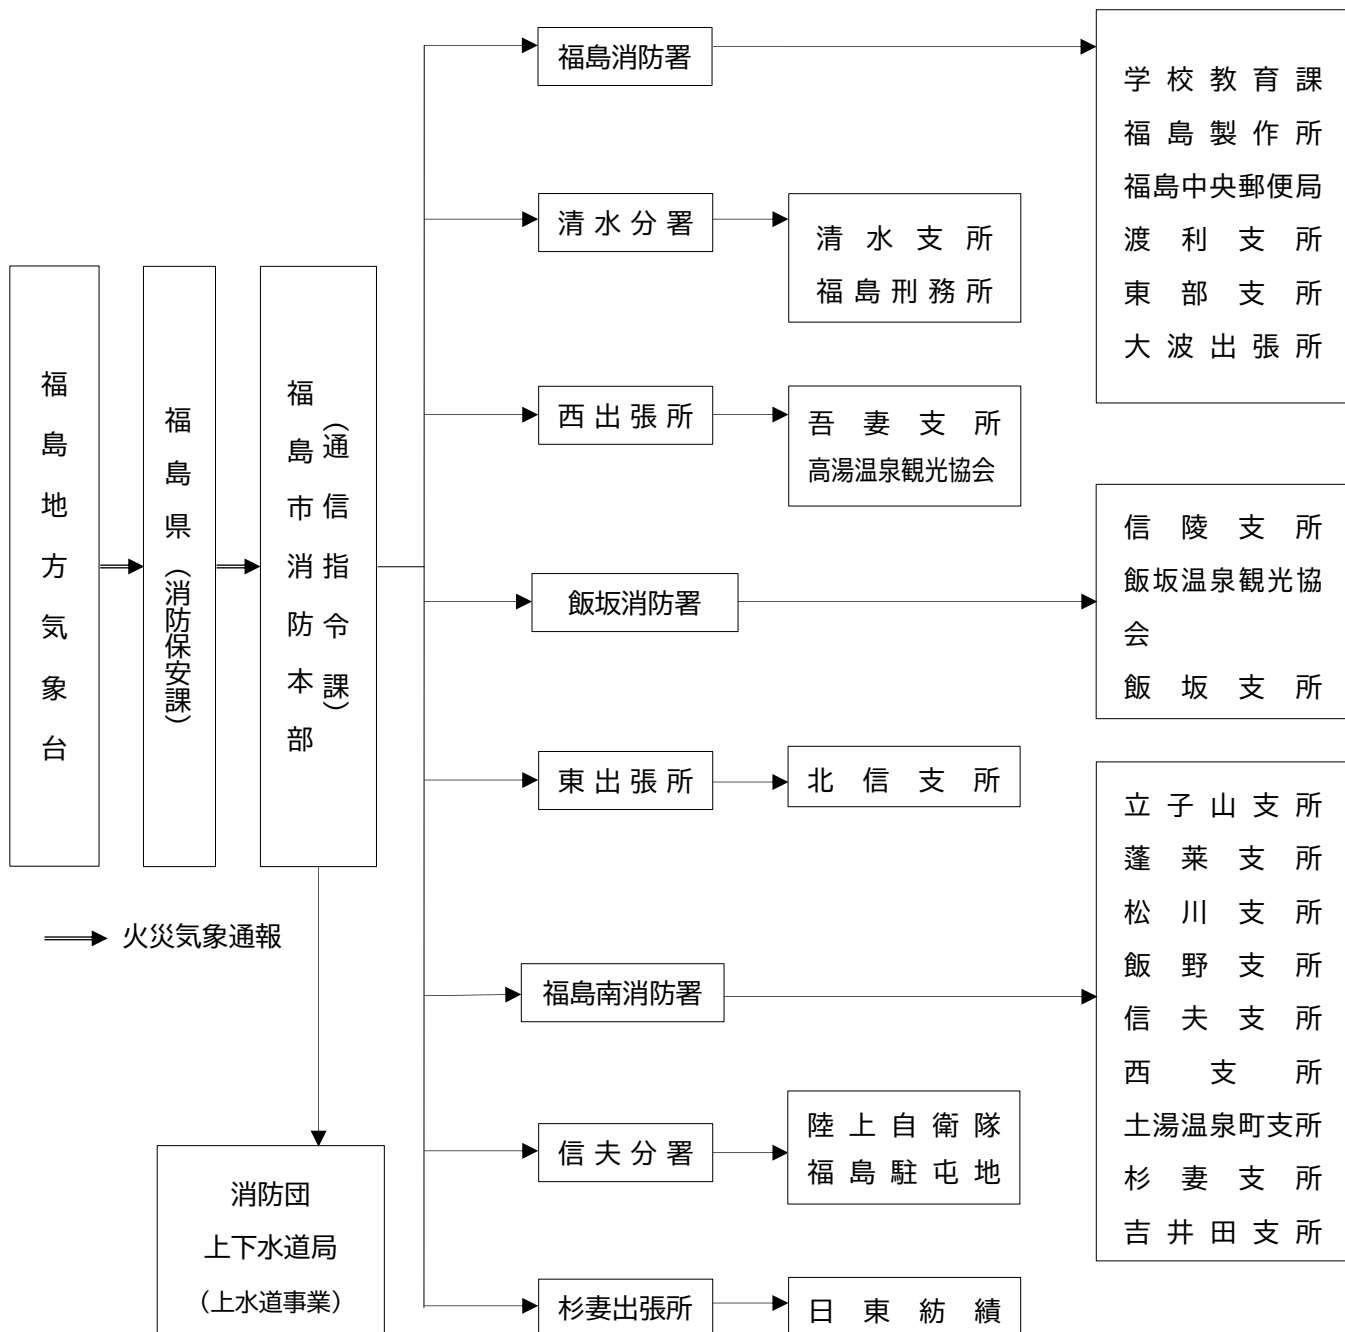 福島地方気象台
福島県（消防保安課）
福島市消防本部
（通信指令課）
火災気象通報
消防団
上下水道局
（上水道事業）
福島消防署
学校教育課
福島製作所
福島中央郵便局
渡利支所
東部支所
大波出張所
清水分署
清水支所
福島刑務所
西出張所
吾妻支所
高湯温泉観光協会
飯坂消防署
信陵支所
飯坂温泉観光協
会
飯坂支所
東出張所
北信支所
福島南消防署
立子山支所
蓬莱支所
松川支所
飯野支所
信夫支所
西支所
土湯温泉町支所
杉妻支所
吉井田支所
信夫分署
陸上自衛隊
福島駐屯地
杉妻出張所
日東紡績